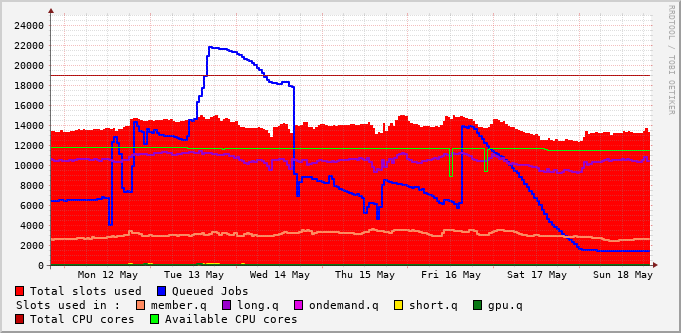 24000
22000
20000
18000
16000
14000
12000
10000
8000
6000
4000
2000
0
Mon 12 May Tue 13 May Wed 14 May Thu 15 May Fri 16 May Sat 17 May Sun 18 May
Total slots used Queued Jobs
Slots used in : member.q long.q ondemand.q short.q gpu.q
Total CPU cores Available CPU cores
RRDTOOL / TOBI OETIKER